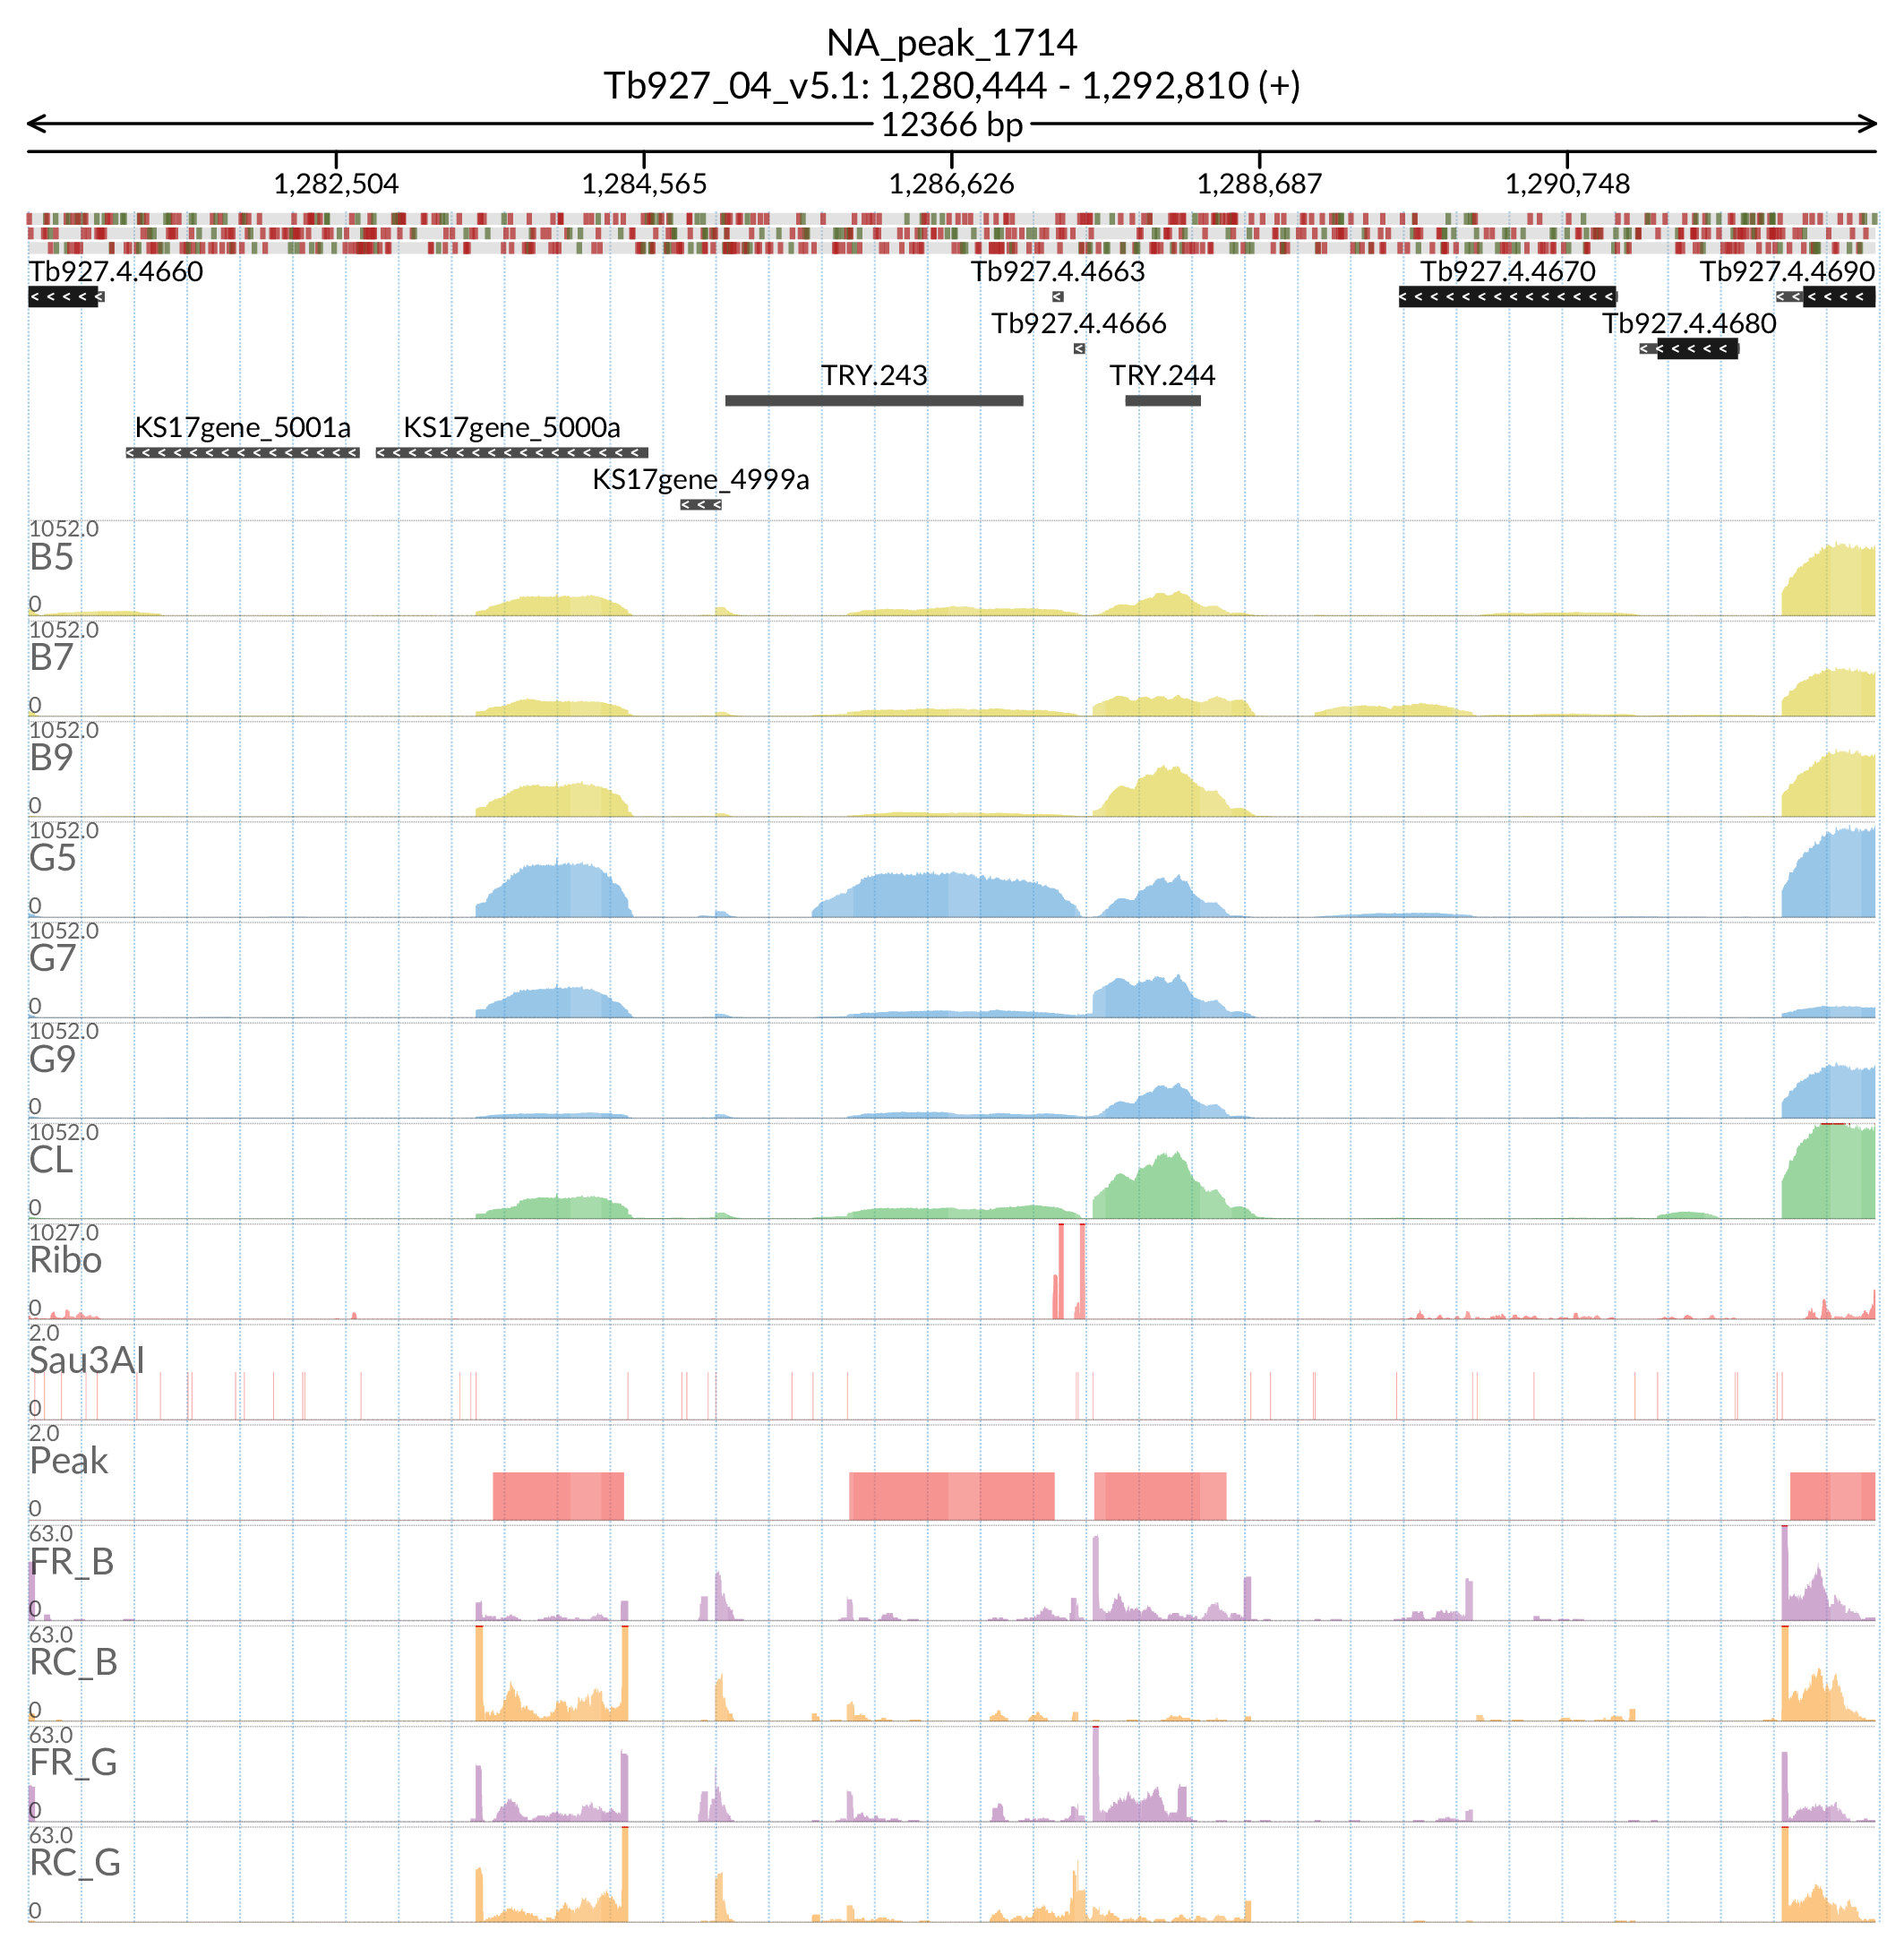 NA_peak_1714
Tb927_04_v5.1: 1,280,444 - 1,292,810 (+)
12366 bp
1,282,504 1,284,565 1,286,626 1,288,687 1,290,748
Tb927.4.4660 Tb927.4.4663 Tb927.4.4670 Tb927.4.4690
Tb927.4.4666 Tb927.4.4680
TRY.243 TRY.244
KS17gene_5001a KS17gene_5000a
KS17gene_4999a
1052.0
B5
0
1052.0
B7
0
1052.0
B9
0
1052.0
G5
0
1052.0
G7
0
1052.0
G9
0
1052.0
CL
0
1027.0
Ribo
0
2.0
Sau3AI
0
2.0
Peak
0
63.0
FR_B
0
63.0
RC_B
0
63.0
FR_G
0
63.0
RC_G
0